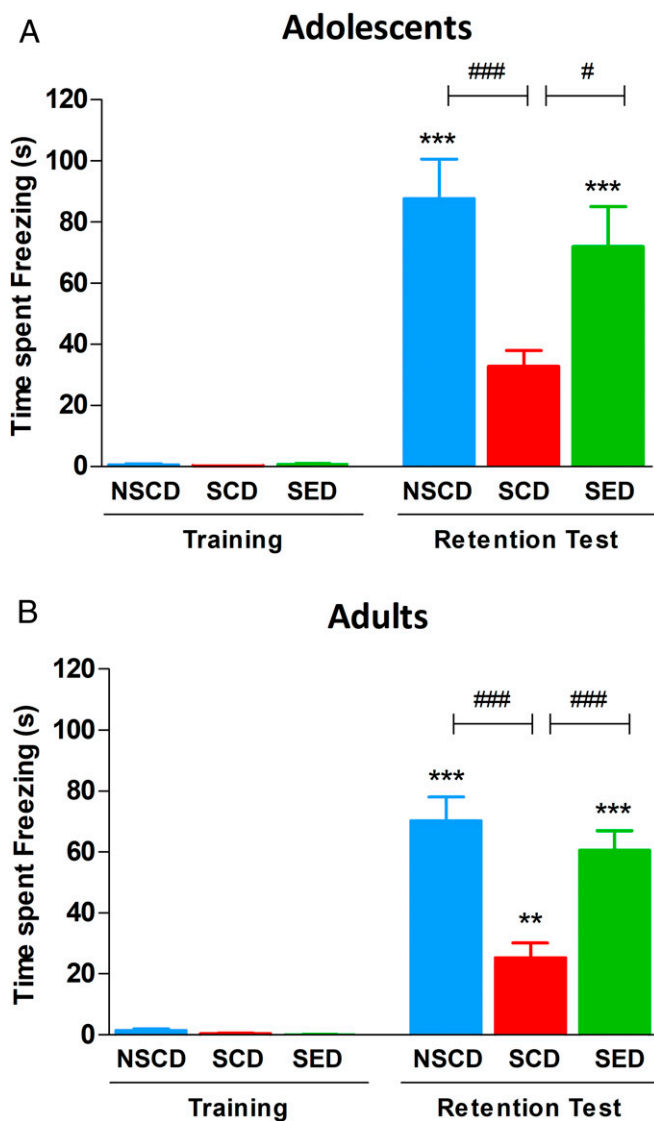 A
Adolescents
### #
120
*** ***
100
80
60
40
20
0
Time spent Freezing (s)
NSCD SCD SED NSCD SCD SED
Training Retention Test
B
Adults
120
### ###
100
80
*** ***
60
40
**
20
0
Time spent Freezing (s)
NSCD SCD SED NSCD SCD SED
Training Retention Test